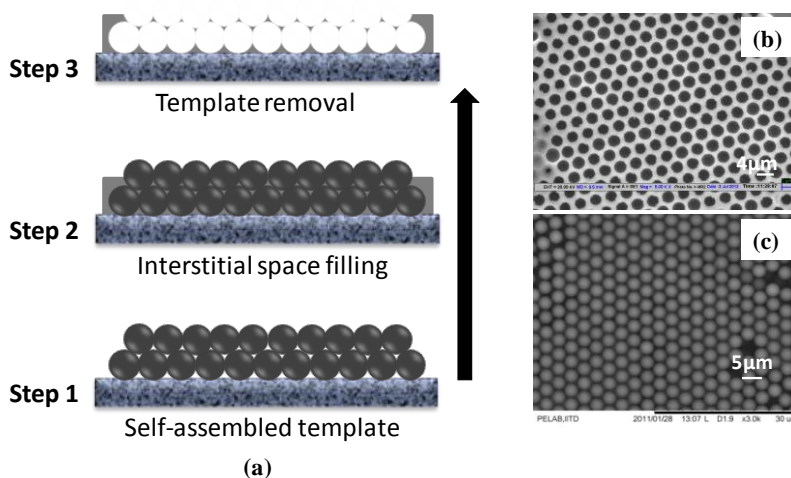 Step 3
Template removal
Step 2
Interstitial space filling
Step 1
Self-assembled template
(a)
(b)
4μm
(c)
5μm
PELAB,IITD 2011/01/28 13:07 L D1.9 x3.0k 30 u